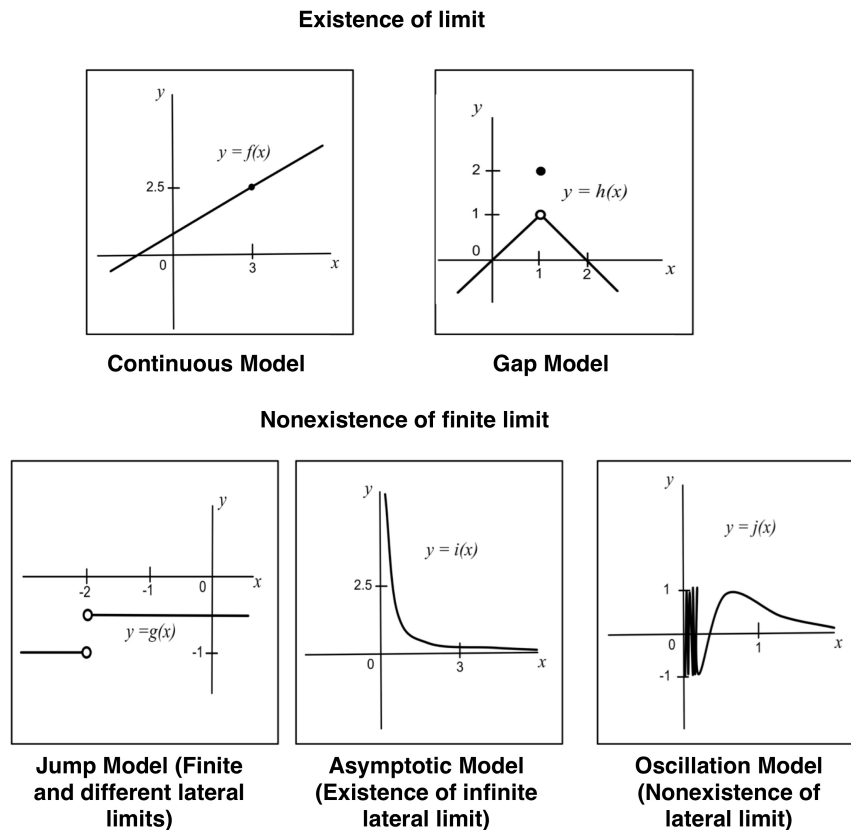 Existence of limit
y
y = f(x)
2.5
0
3
x
Continuous Model
y
2
y = h(x)
1
0
1
2
x
Gap Model
Nonexistence of finite limit
y
-2
-1
0
x
y =g(x)
-1
Jump Model (Finite
and different lateral
limits)
y
y = i(x)
2.5
0
3
x
Asymptotic Model
(Existence of infinite
lateral limit)
y
y = j(x)
1
0
1
x
-1
Oscillation Model
(Nonexistence of
lateral limit)